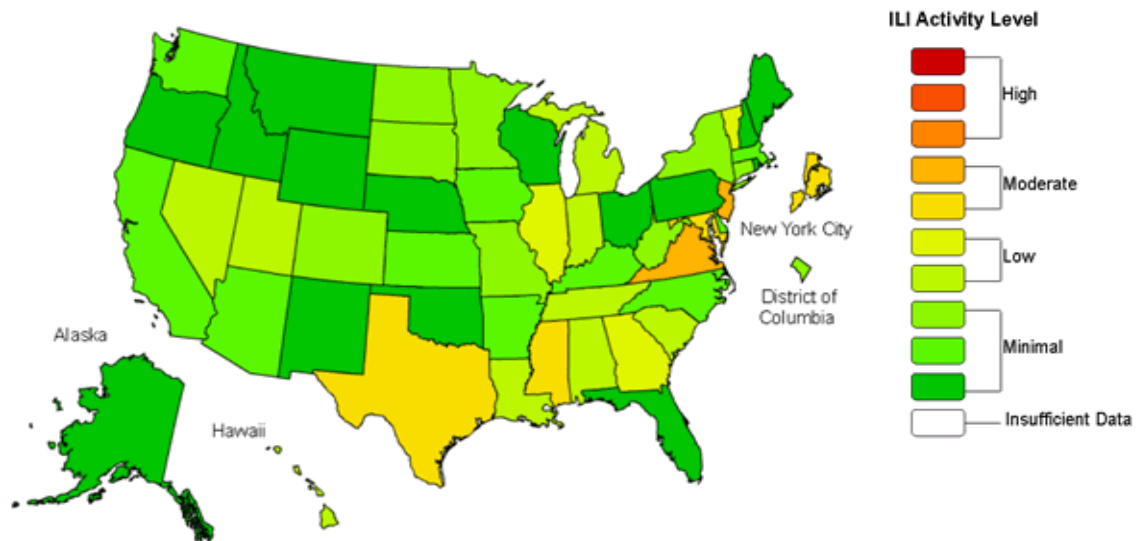 ILI Activity Level
High
Moderate
Low
Minimal
Insufficient Data
New York City
District of
Columbia
Alaska
Hawaii